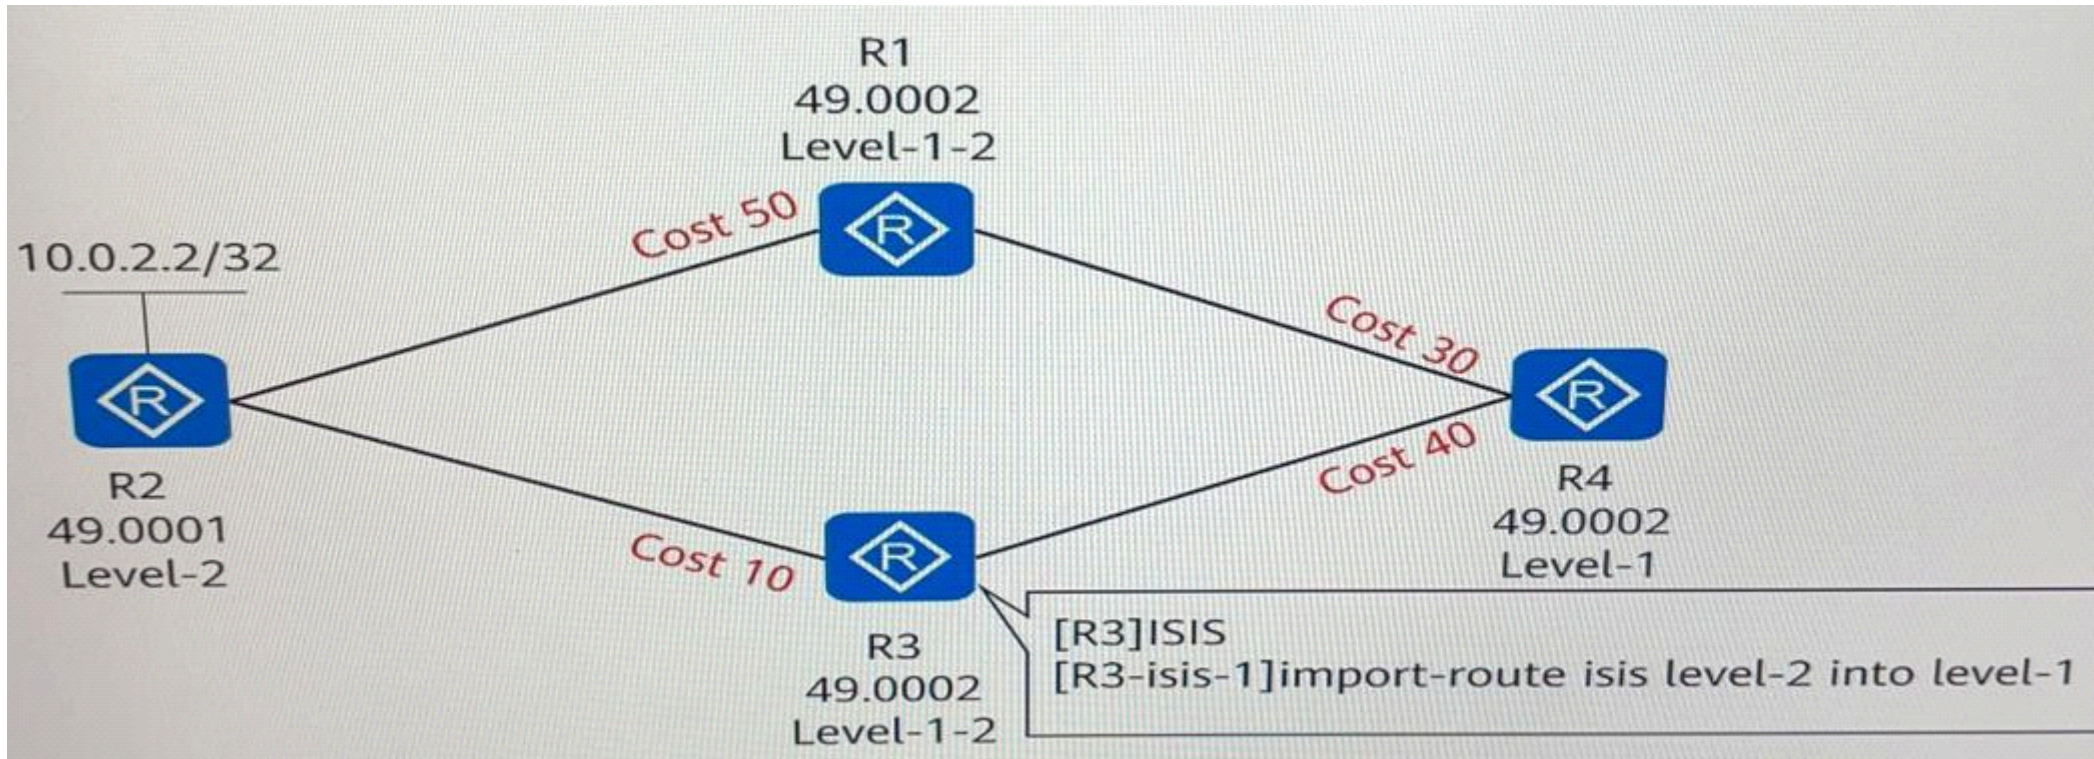 R1
49.0002
Level-1-2
R
Cost 50
Cost 30
10.0.2.2/32
R
R2
49.0001
Level-2
R
R4
49.0002
Level-1
Cost 10
Cost 40
R
R3
49.0002
Level-1-2
[R3]ISIS
[R3-isis-1]import-route isis level-2 into level-1